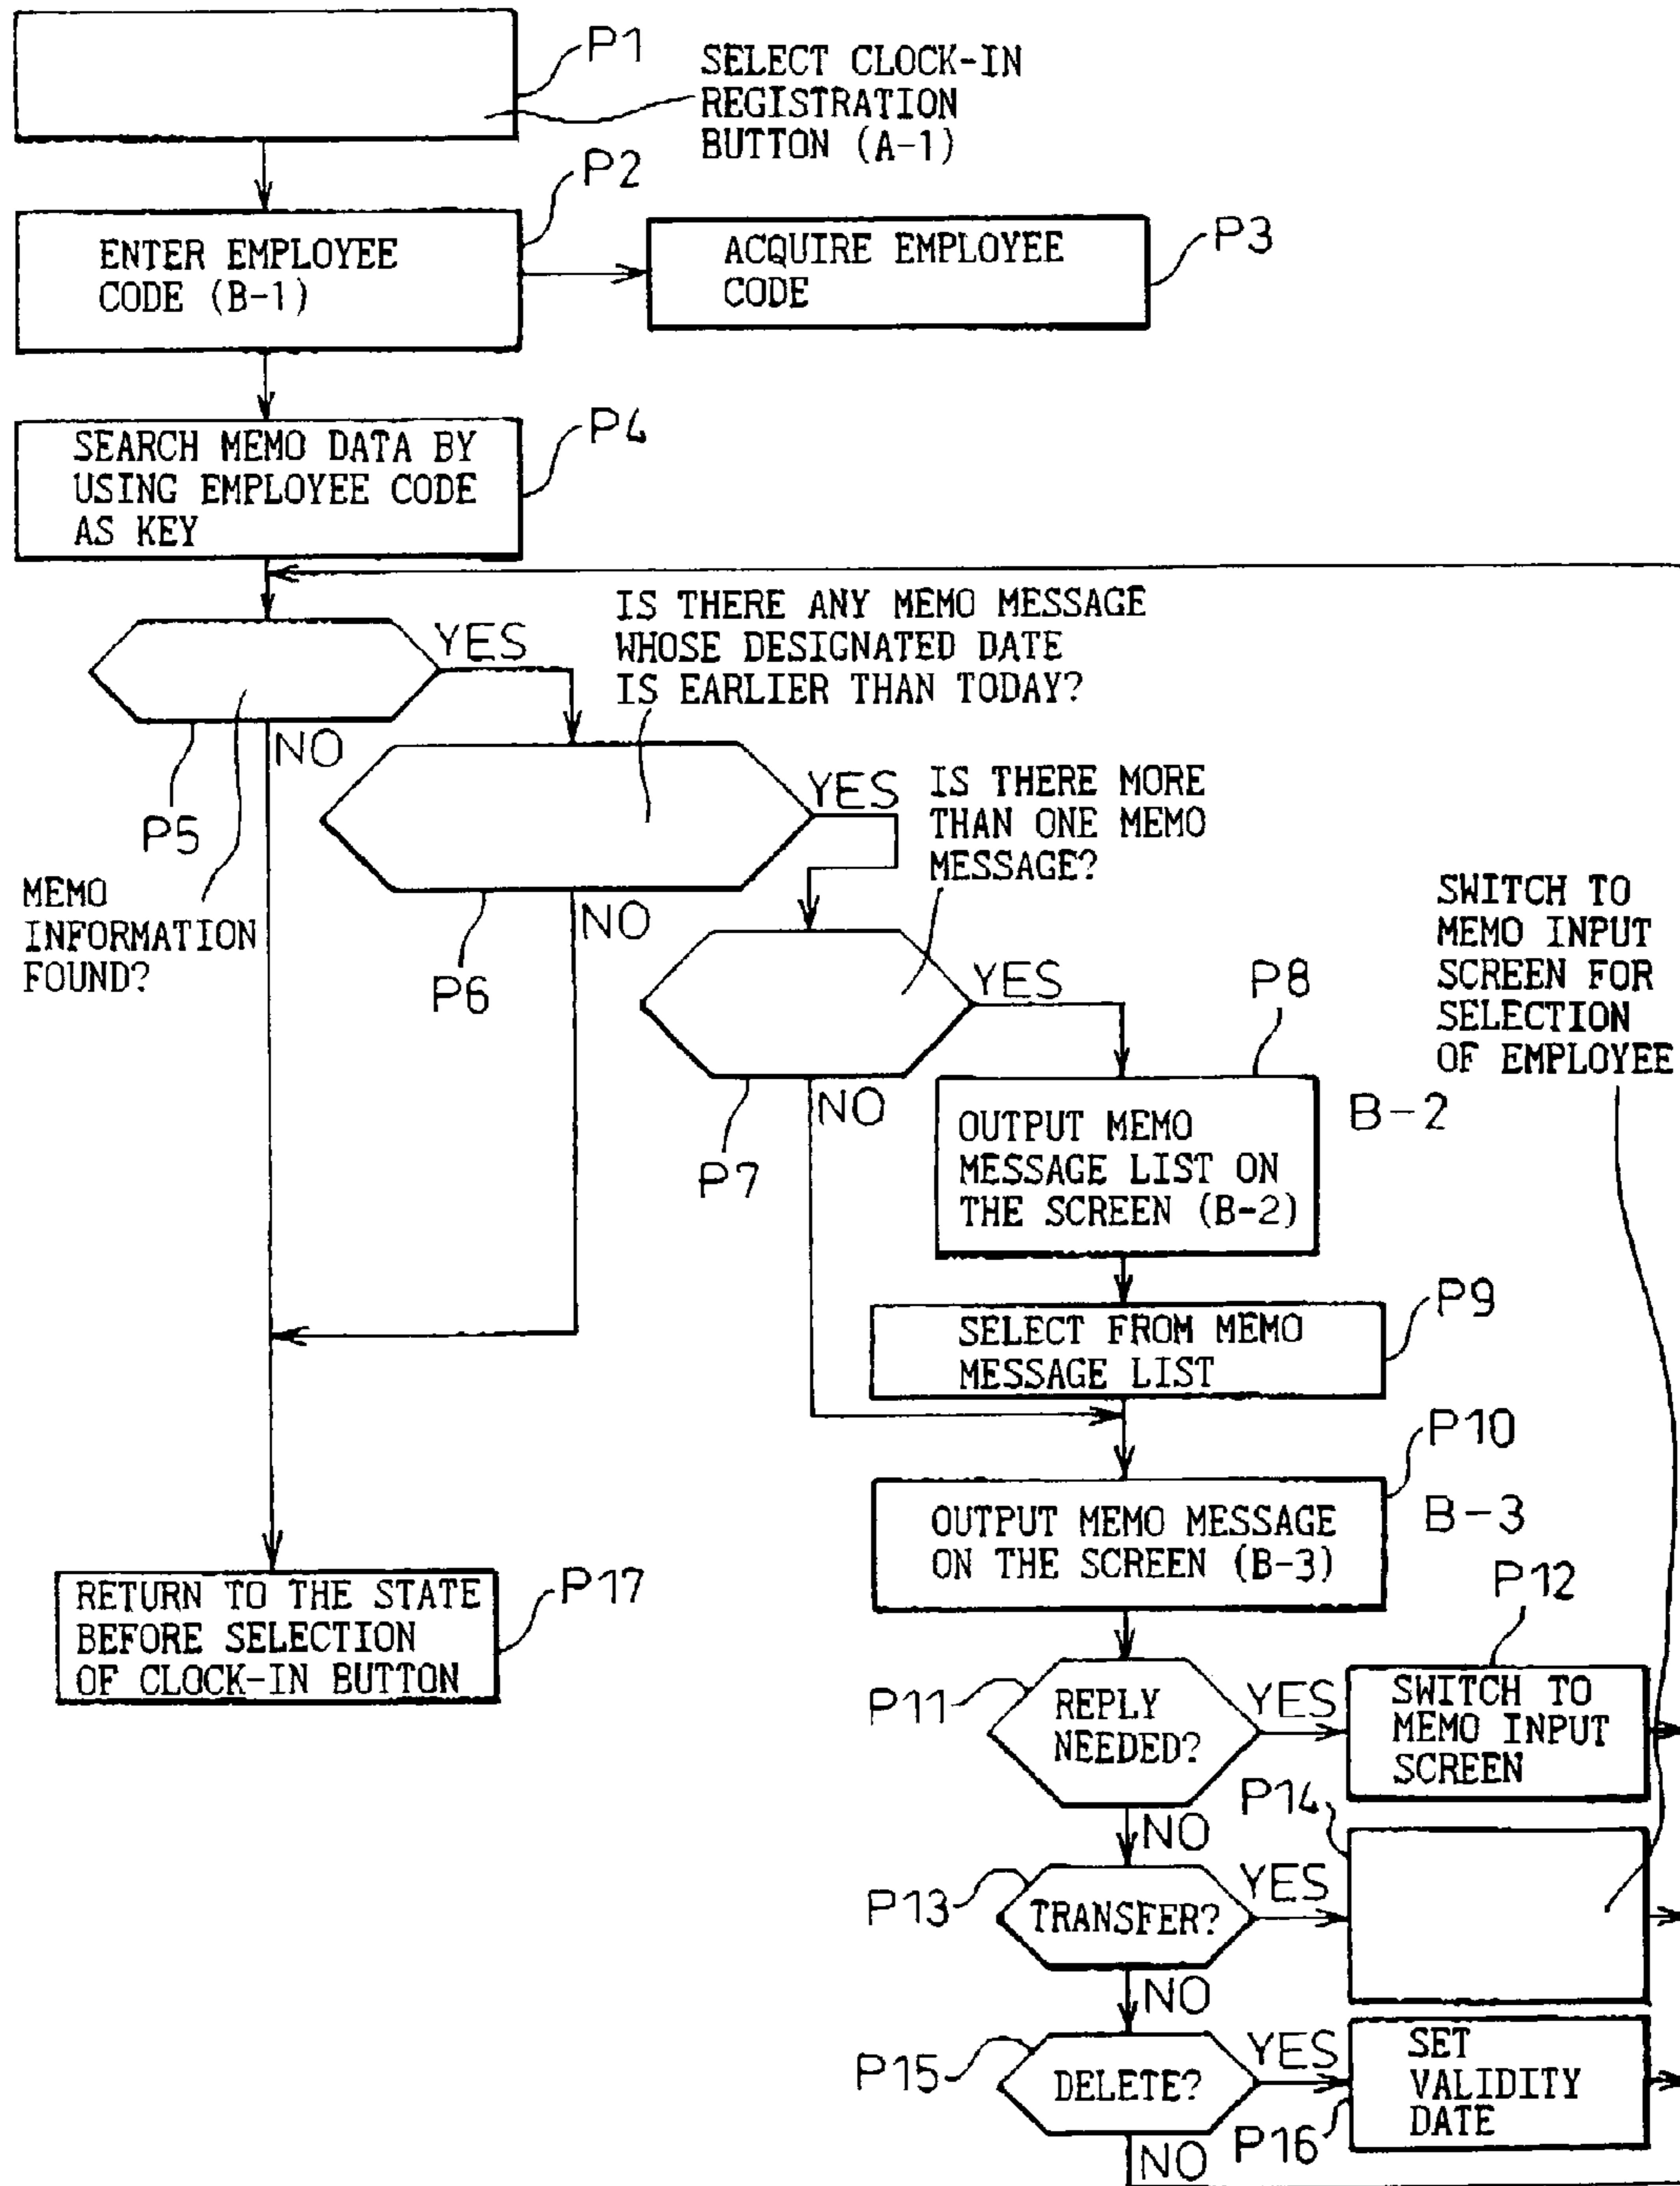 P1
SELECT CLOCK-IN
REGISTRATION
BUTTON (A-1)
P2
ENTER EMPLOYEE
CODE (B-1)
P3
ACQUIRE EMPLOYEE
CODE
P4
SEARCH MEMO DATA BY
USING EMPLOYEE CODE
AS KEY
IS THERE ANY MEMO MESSAGE
WHOSE DESIGNATED DATE
IS EARLIER THAN TODAY?
YES
NO
P5
MEMO
INFORMATION
FOUND?
YES
NO
P6
IS THERE MORE
THAN ONE MEMO
MESSAGE?
YES
NO
P7
SWITCH TO
MEMO INPUT
SCREEN FOR
SELECTION
OF EMPLOYEE
P8
B-2
OUTPUT MEMO
MESSAGE LIST ON
THE SCREEN (B-2)
P9
SELECT FROM MEMO
MESSAGE LIST
P10
B-3
OUTPUT MEMO MESSAGE
ON THE SCREEN (B-3)
P17
RETURN TO THE STATE
BEFORE SELECTION
OF CLOCK-IN BUTTON
P11
REPLY
NEEDED?
YES
NO
P12
SWITCH TO
MEMO INPUT
SCREEN
P13
TRANSFER?
YES
NO
P14
P15
DELETE?
YES
NO
P16
SET
VALIDITY
DATE